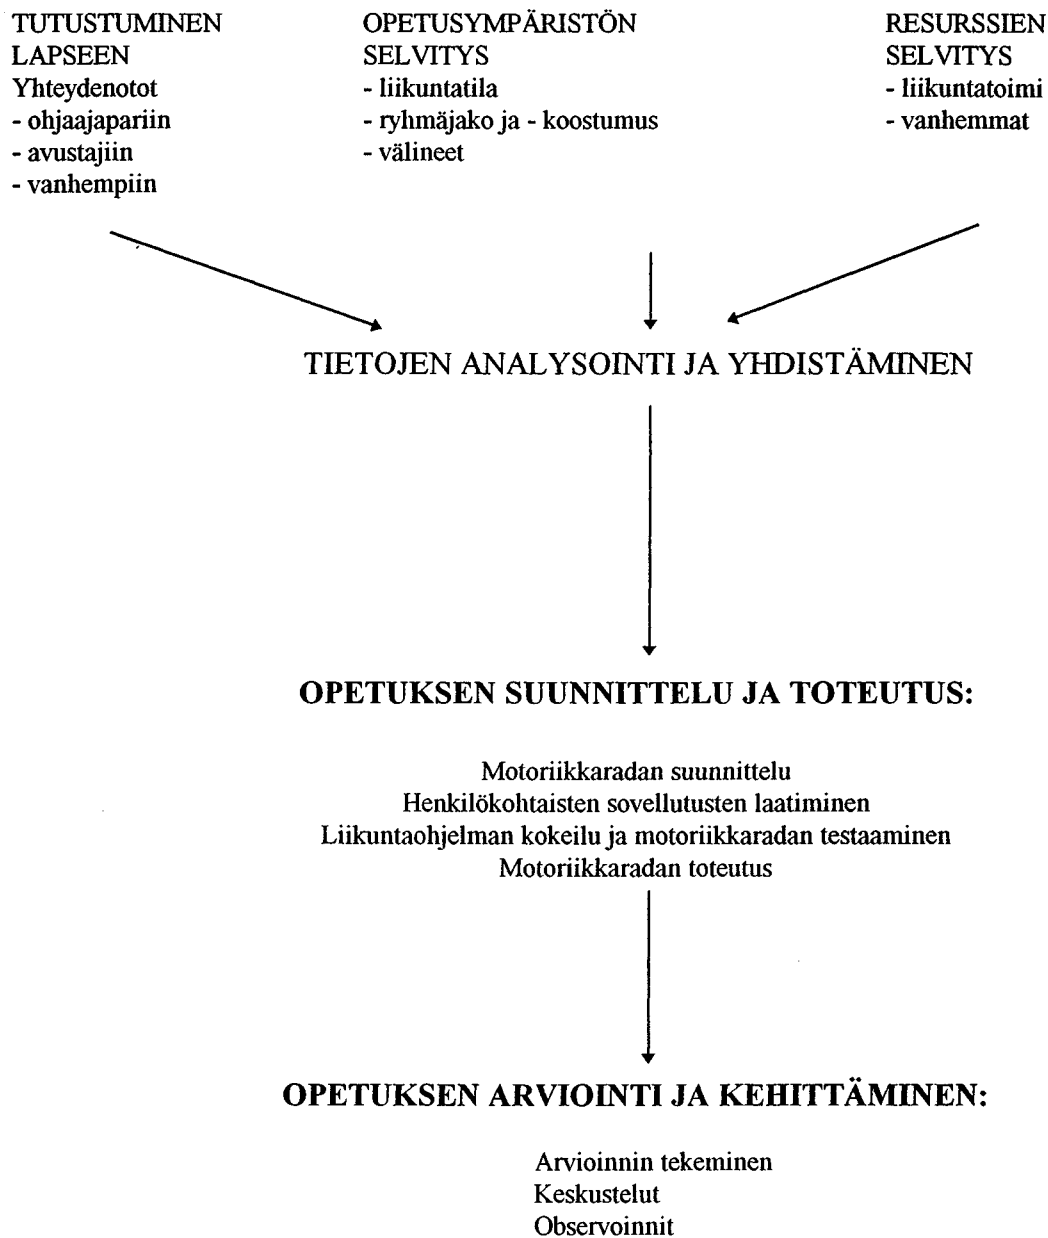 TUTUSTUMINEN
LAPSEEN
Yhteydenotot
- ohjaajapariin
- avustajiin
- vanhempiin
OPETUSYMPÄRISTÖN
SELVITYS
- liikuntatila
- ryhmäjako ja - koostumus
- välineet
RESURSSIEN
SELVITYS
- liikuntatoimi
- vanhemmat
TIETOJEN ANALYSOINTI JA YHDISTÄMINEN
OPETUKSEN SUUNNITTELU JA TOTEUTUS:
Motoriikkaradan suunnittelu
Henkilökohtaisten sovellutusten laatiminen
Liikuntaohjelman kokeilu ja motoriikkaradan testaaminen
Motoriikkaradan toteutus
OPETUKSEN ARVIOINTI JA KEHITTÄMINEN:
Arvioinnin tekeminen
Keskustelut
Observoinnit